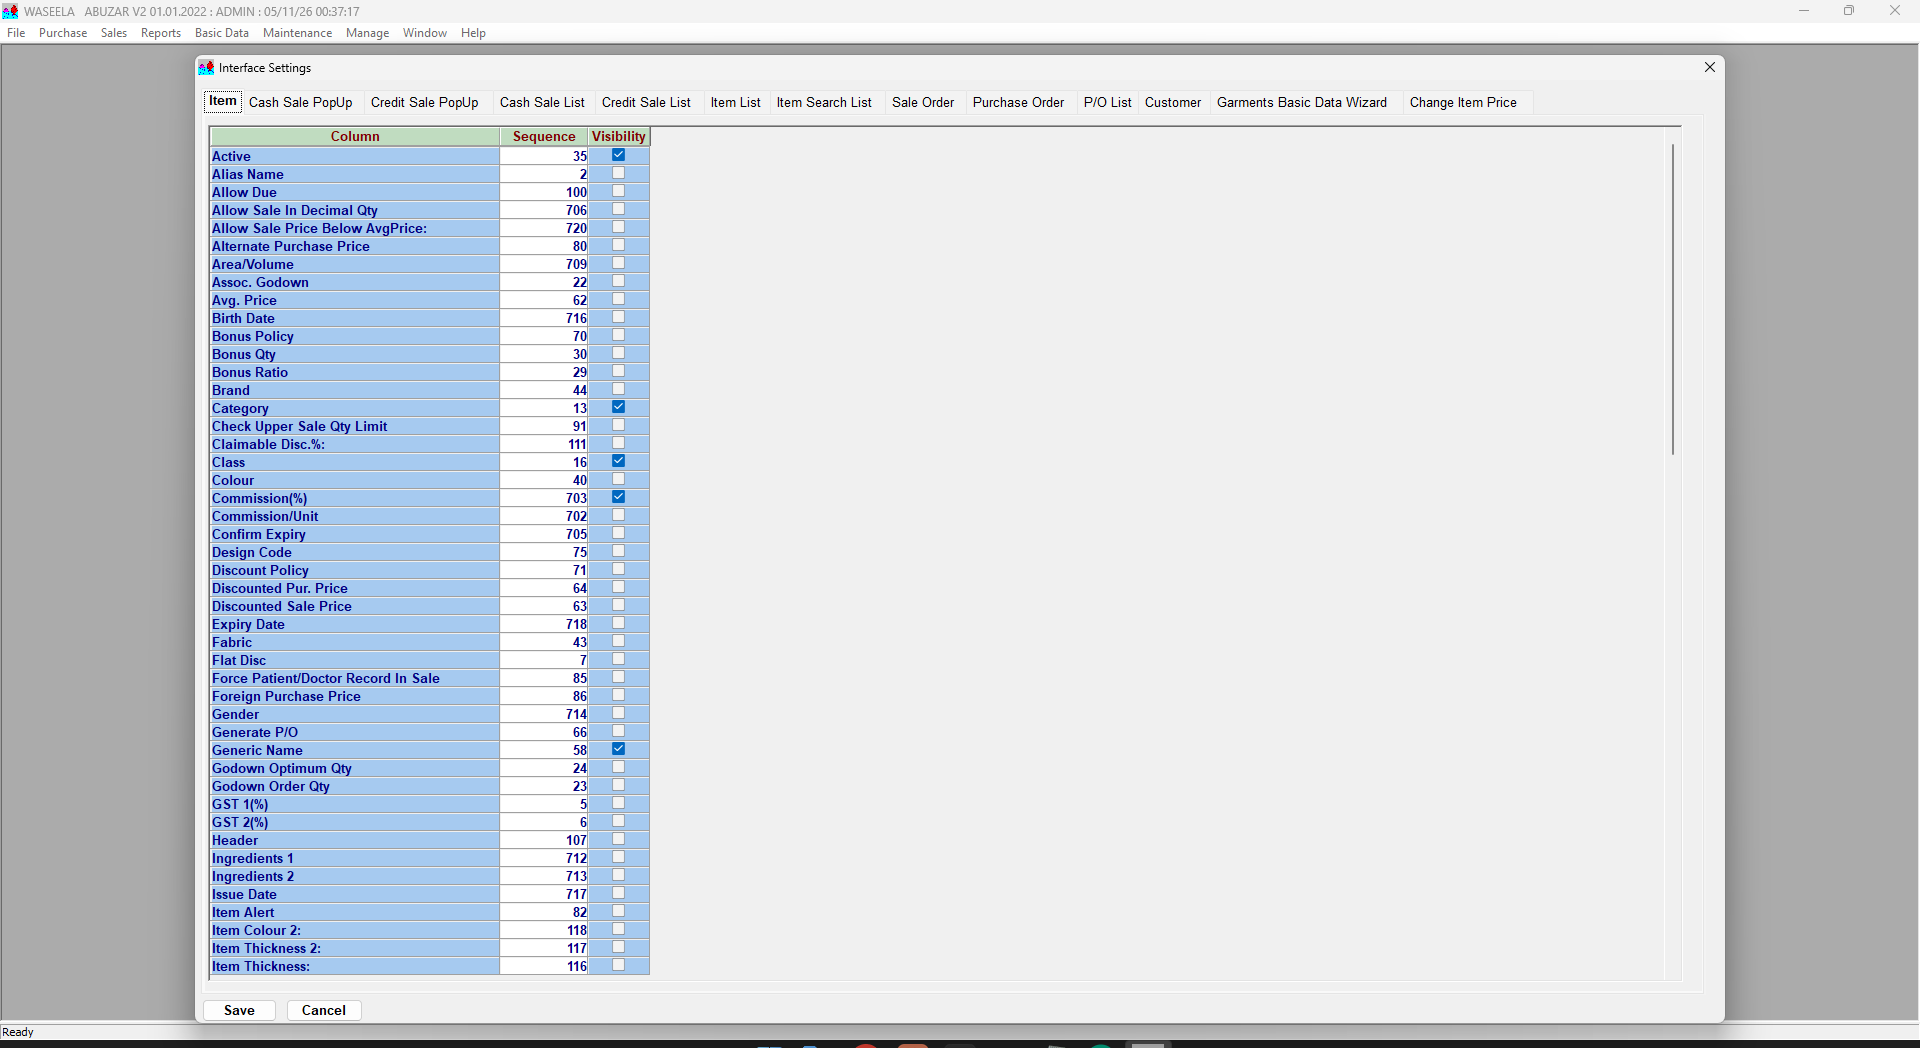 WASEELA ABUZAR V2 01.01.2022 : ADMIN : 05/11/26 00:37:17
File Purchase Sales Reports Basic Data Maintenance Manage Window Help
Interface Settings
Item Cash Sale PopUp Credit Sale PopUp Cash Sale List Credit Sale List Item List Item Search List Sale Order Purchase Order P/O List Customer Garments Basic Data Wizard Change Item Price
Column Sequence Visibility
Active 35
Alias Name 2
Allow Due 100
Allow Sale In Decimal Qty 706
Allow Sale Price Below AvgPrice: 720
Alternate Purchase Price 80
Area/Volume 709
Assoc. Godown 22
Avg. Price 62
Birth Date 716
Bonus Policy 70
Bonus Qty 30
Bonus Ratio 29
Brand 44
Category 13
Check Upper Sale Qty Limit 91
Claimable Disc.%: 111
Class 16
Colour 40
Commission(%) 703
Commission/Unit 702
Confirm Expiry 705
Design Code 75
Discount Policy 71
Discounted Pur. Price 64
Discounted Sale Price 63
Expiry Date 718
Fabric 43
Flat Disc 7
Force Patient/Doctor Record In Sale 85
Foreign Purchase Price 86
Gender 714
Generate P/O 66
Generic Name 58
Godown Optimum Qty 24
Godown Order Qty 23
GST 1(%) 5
GST 2(%) 6
Header 107
Ingredients 1 712
Ingredients 2 713
Issue Date 717
Item Alert 82
Item Colour 2: 118
Item Thickness 2: 117
Item Thickness: 116
Save Cancel
Ready